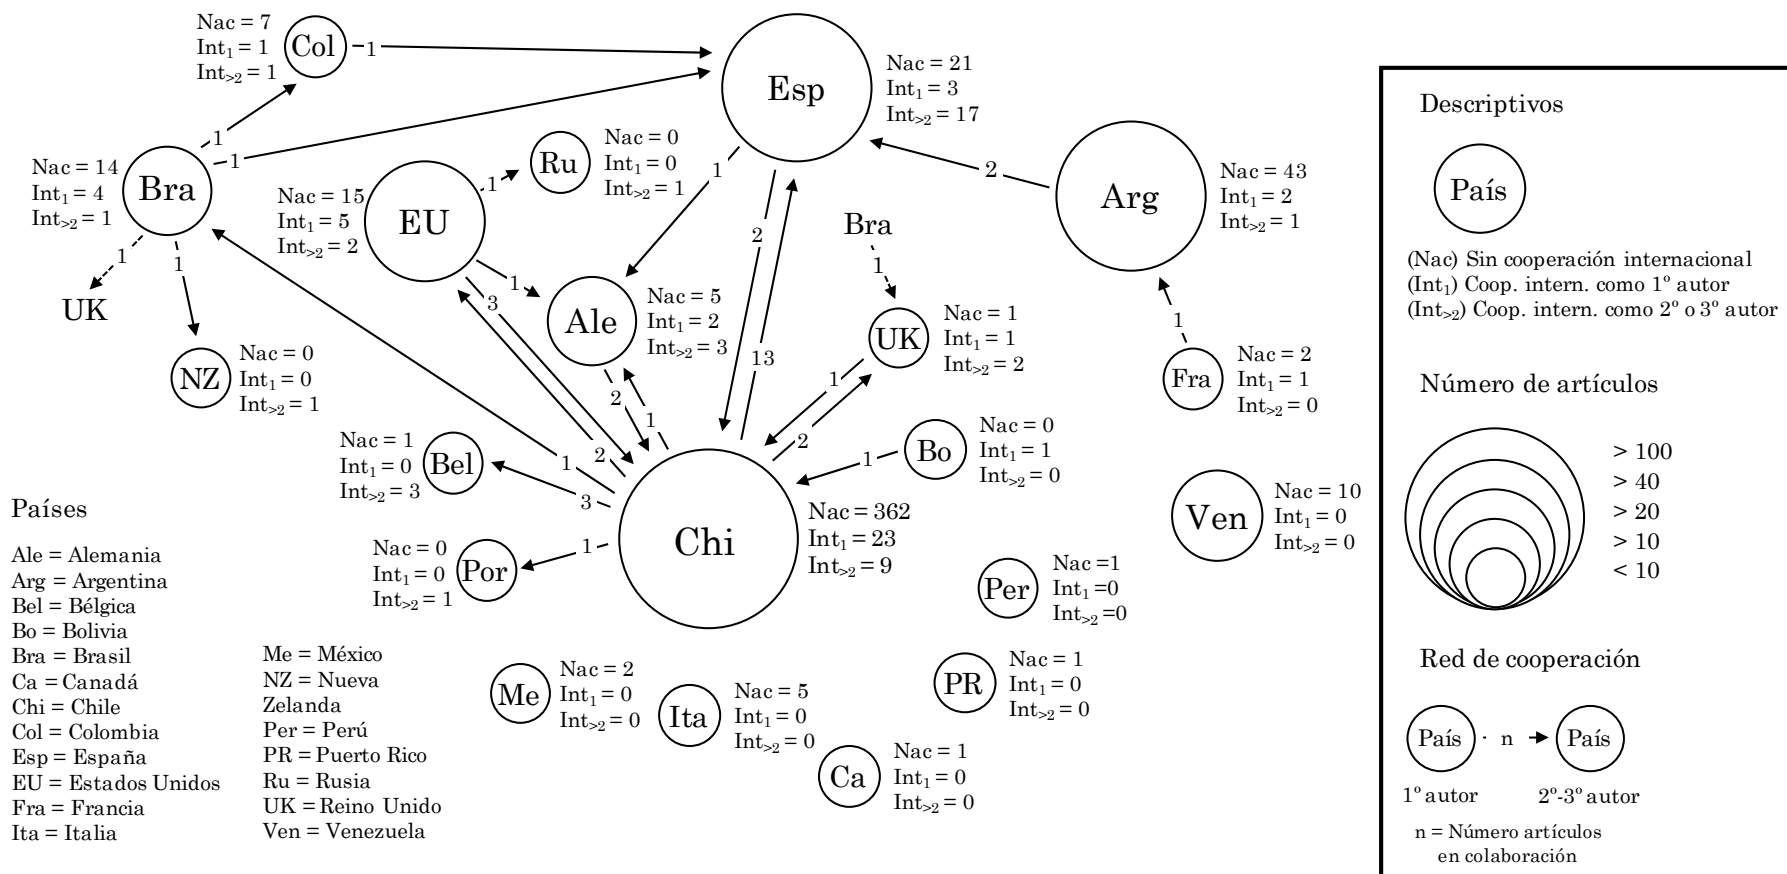 Nac = 7
Int₁ = 1
Int>₂ = 1
Col
1
Esp
Nac = 21
Int₁ = 3
Int>₂ = 17
1
1
Nac = 14
Int₁ = 4
Int>₂ = 1
Bra
Nac = 15
Int₁ = 5
Int>₂ = 2
EU
1
Ru
Nac = 0
Int₁ = 0
Int>₂ = 1
1
2
Arg
Nac = 43
Int₁ = 2
Int>₂ = 1
1
UK
1
NZ
Nac = 0
Int₁ = 0
Int>₂ = 1
3
1
Ale
Nac = 5
Int₁ = 2
Int>₂ = 3
2
13
Bra
1
UK
Nac = 1
Int₁ = 1
Int>₂ = 2
1
Fra
Nac = 2
Int₁ = 1
Int>₂ = 0
2
1
1
2
Nac = 1
Int₁ = 0
Int>₂ = 3
Bel
3
2
1
1
Bo
Nac = 0
Int₁ = 1
Int>₂ = 0
Nac = 0
Int₁ = 0
Int>₂ = 1
Por
1
Chi
Nac = 362
Int₁ = 23
Int>₂ = 9
Ven
Nac = 10
Int₁ = 0
Int>₂ = 0
Per
Nac =1
Int₁ =0
Int>₂ =0
Me
Nac = 2
Int₁ = 0
Int>₂ = 0
Ita
Nac = 5
Int₁ = 0
Int>₂ = 0
PR
Nac = 1
Int₁ = 0
Int>₂ = 0
Ca
Nac = 1
Int₁ = 0
Int>₂ = 0
Países
Ale = Alemania
Arg = Argentina
Bel = Bélgica
Bo = Bolivia
Bra = Brasil
Ca = Canadá
Chi = Chile
Col = Colombia
Esp = España
EU = Estados Unidos
Fra = Francia
Ita = Italia
Me = México
NZ = Nueva
Zelanda
Per = Perú
PR = Puerto Rico
Ru = Rusia
UK = Reino Unido
Ven = Venezuela
Descriptivos
País
(Nac) Sin cooperación internacional
(Int₁) Coop. intern. como 1º autor
(Int>₂) Coop. intern. como 2º o 3º autor
Número de artículos
> 100
> 40
> 20
> 10
< 10
Red de cooperación
País · n País
1º autor 2º-3º autor
n = Número artículos
en colaboración